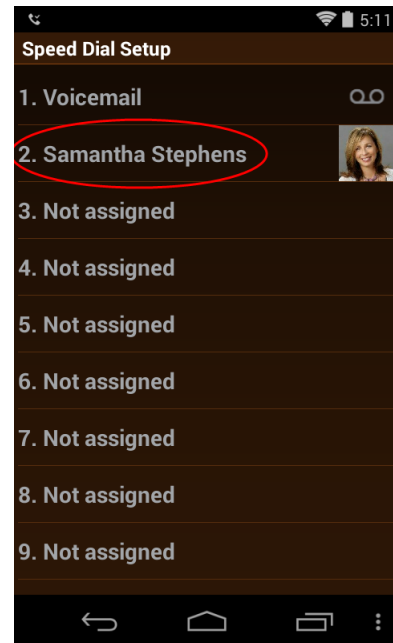 5:11
Speed Dial Setup
1. Voicemail
2. Samantha Stephens
3. Not assigned
4. Not assigned
5. Not assigned
6. Not assigned
7. Not assigned
8. Not assigned
9. Not assigned